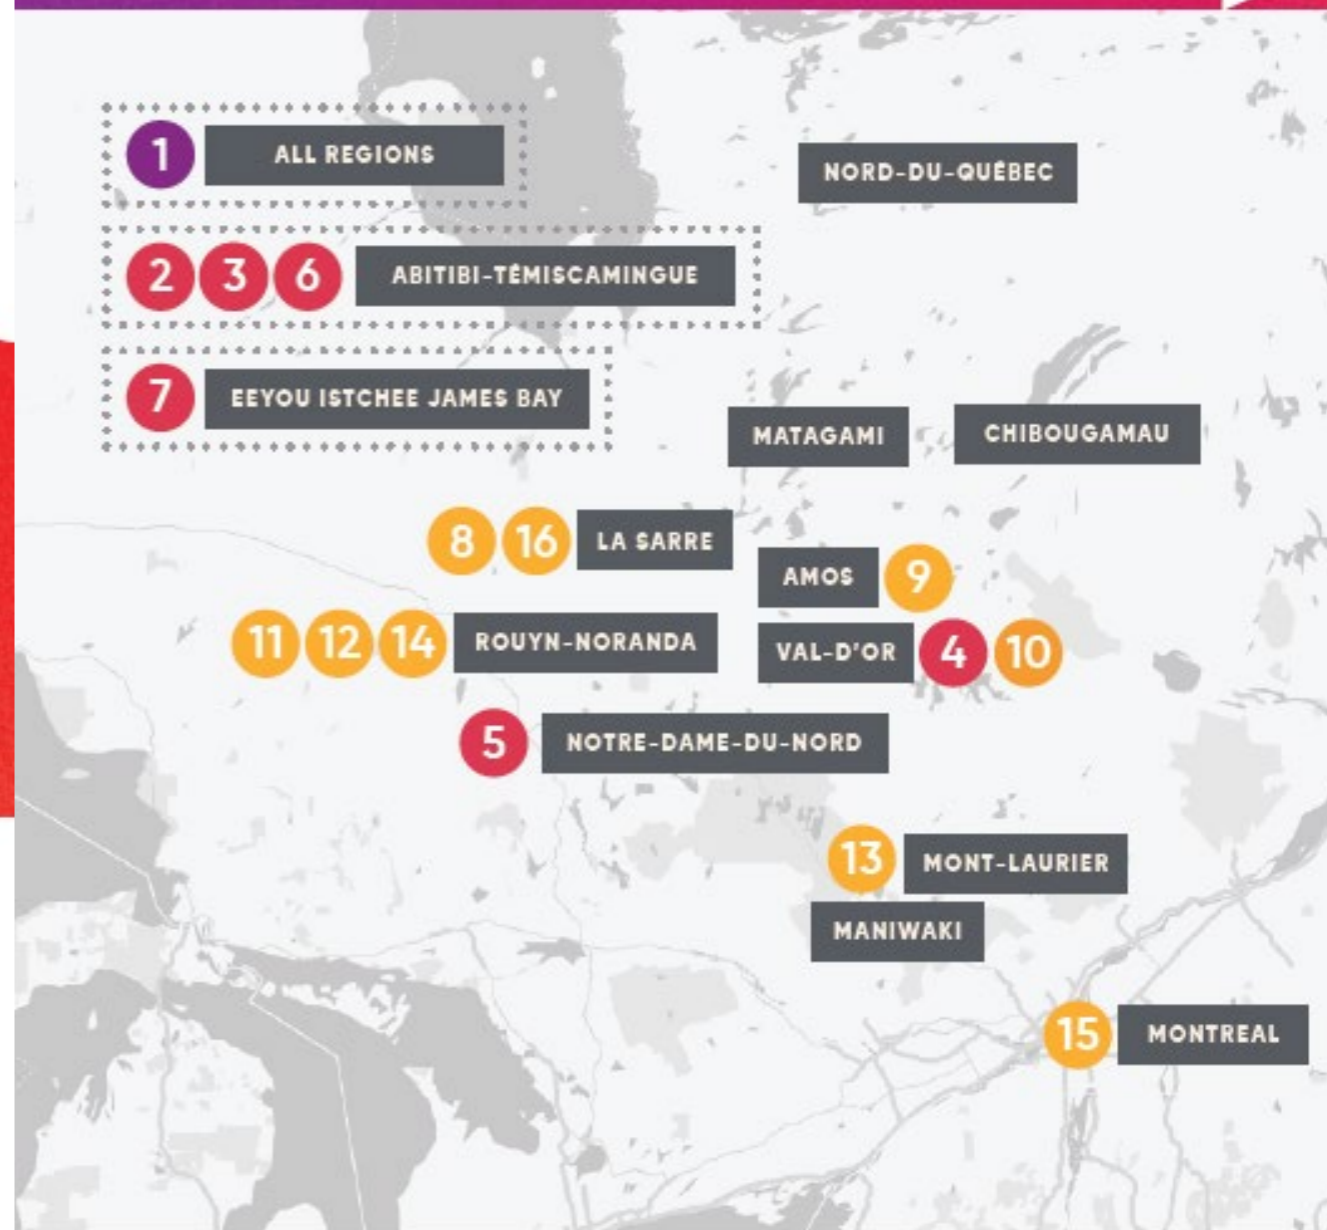 1 ALL REGIONS
NORD-DU-QUÉBEC
2 3 6 ABITIBI-TÉMISCAMINGUE
7 EEYOU ISTCHEE JAMES BAY
MATAGAMI
CHIBOUGAMAU
8 16 LA SARRE
AMOS 9
11 12 14 ROUYN-NORANDA
VAL-D'OR 4 10
5 NOTRE-DAME-DU-NORD
13 MONT-LAURIER
MANIWAKI
15 MONTREAL